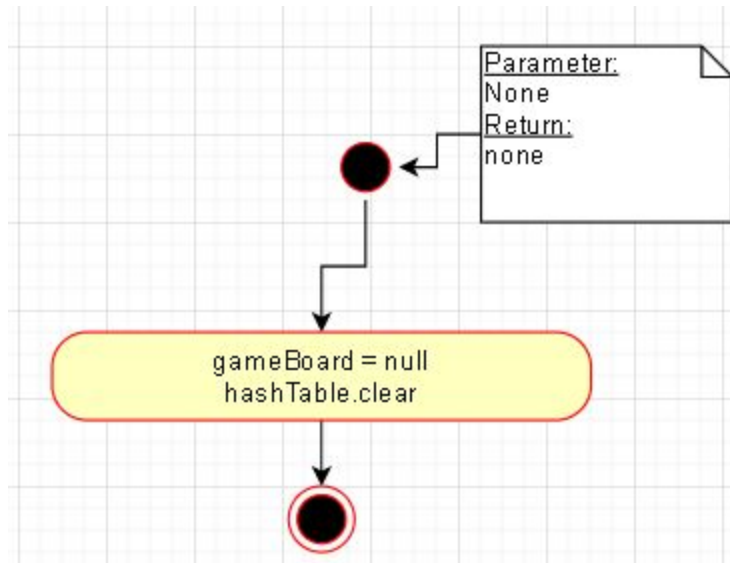 Parameter:
None
Return:
none
gameBoard = null
hashTable.clear